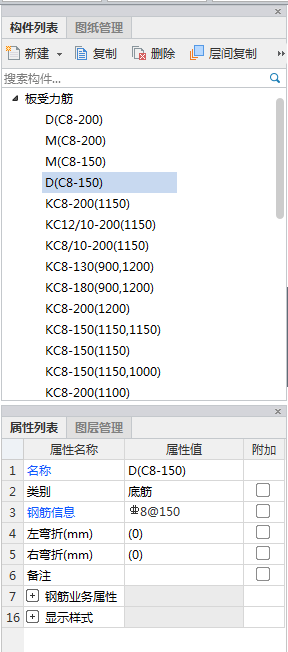 构件列表 图纸管理
新建 复制 删除 层间复制 »
搜索构件...
板受力筋
D(C8-200)
M(C8-200)
M(C8-150)
D(C8-150)
KC8-200(1150)
KC12/10-200(1150)
KC8/10-200(1150)
KC8-130(900,1200)
KC8-180(900,1200)
KC8-200(1200)
KC8-150(1150,1150)
KC8-150(1150)
KC8-150(1150,1000)
KC8-200(1100)
属性列表 图层管理
属性名称 属性值 附加
1 名称 D(C8-150)
2 类别 底筋
3 钢筋信息 ⌽8@150
4 左弯折(mm) (0)
5 右弯折(mm) (0)
6 备注
7 + 钢筋业务属性
16 + 显示样式